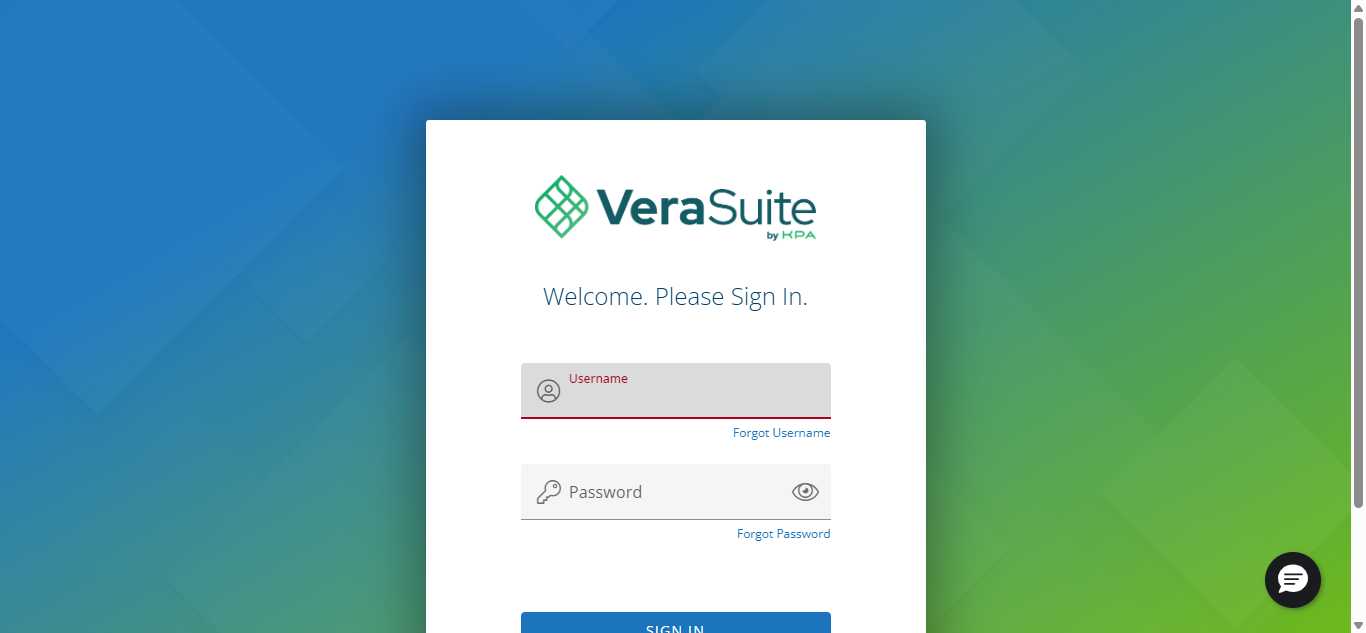 VeraSuite
by KPA
Welcome. Please Sign In.
Username
Forgot Username
Password
Forgot Password
SIGN IN